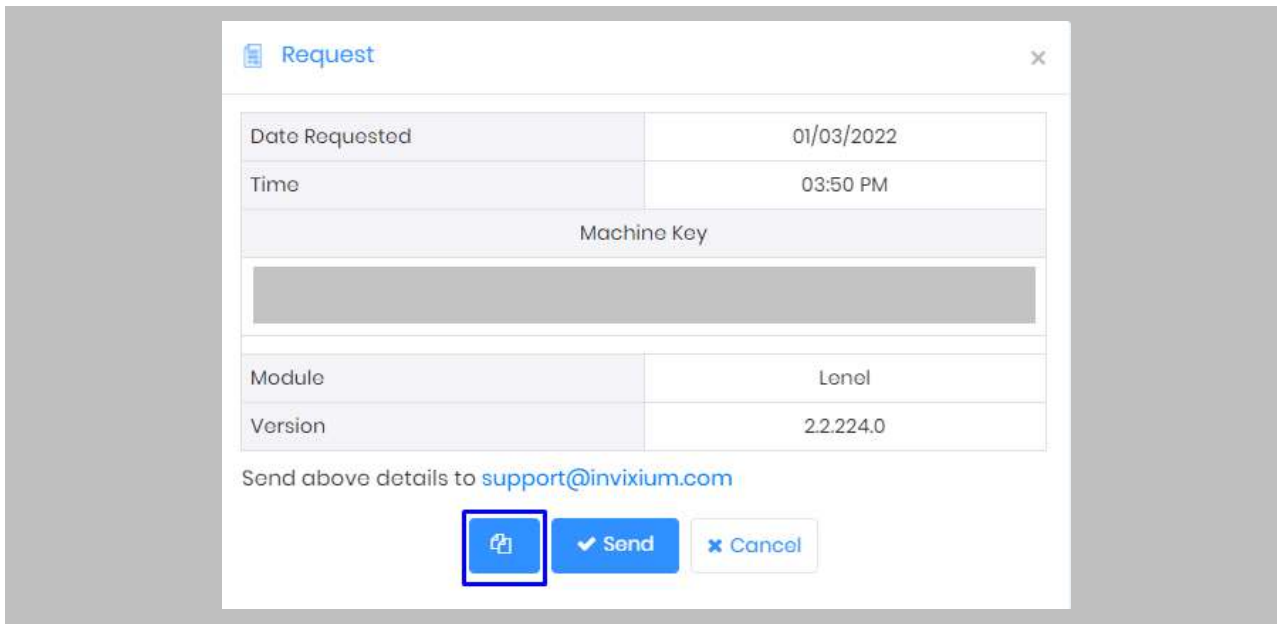 Request
Date Requested 01/03/2022
Time 03:50 PM
Machine Key
Module Lenel
Version 2.2.224.0
Send above details to support@invixium.com
Send Cancel